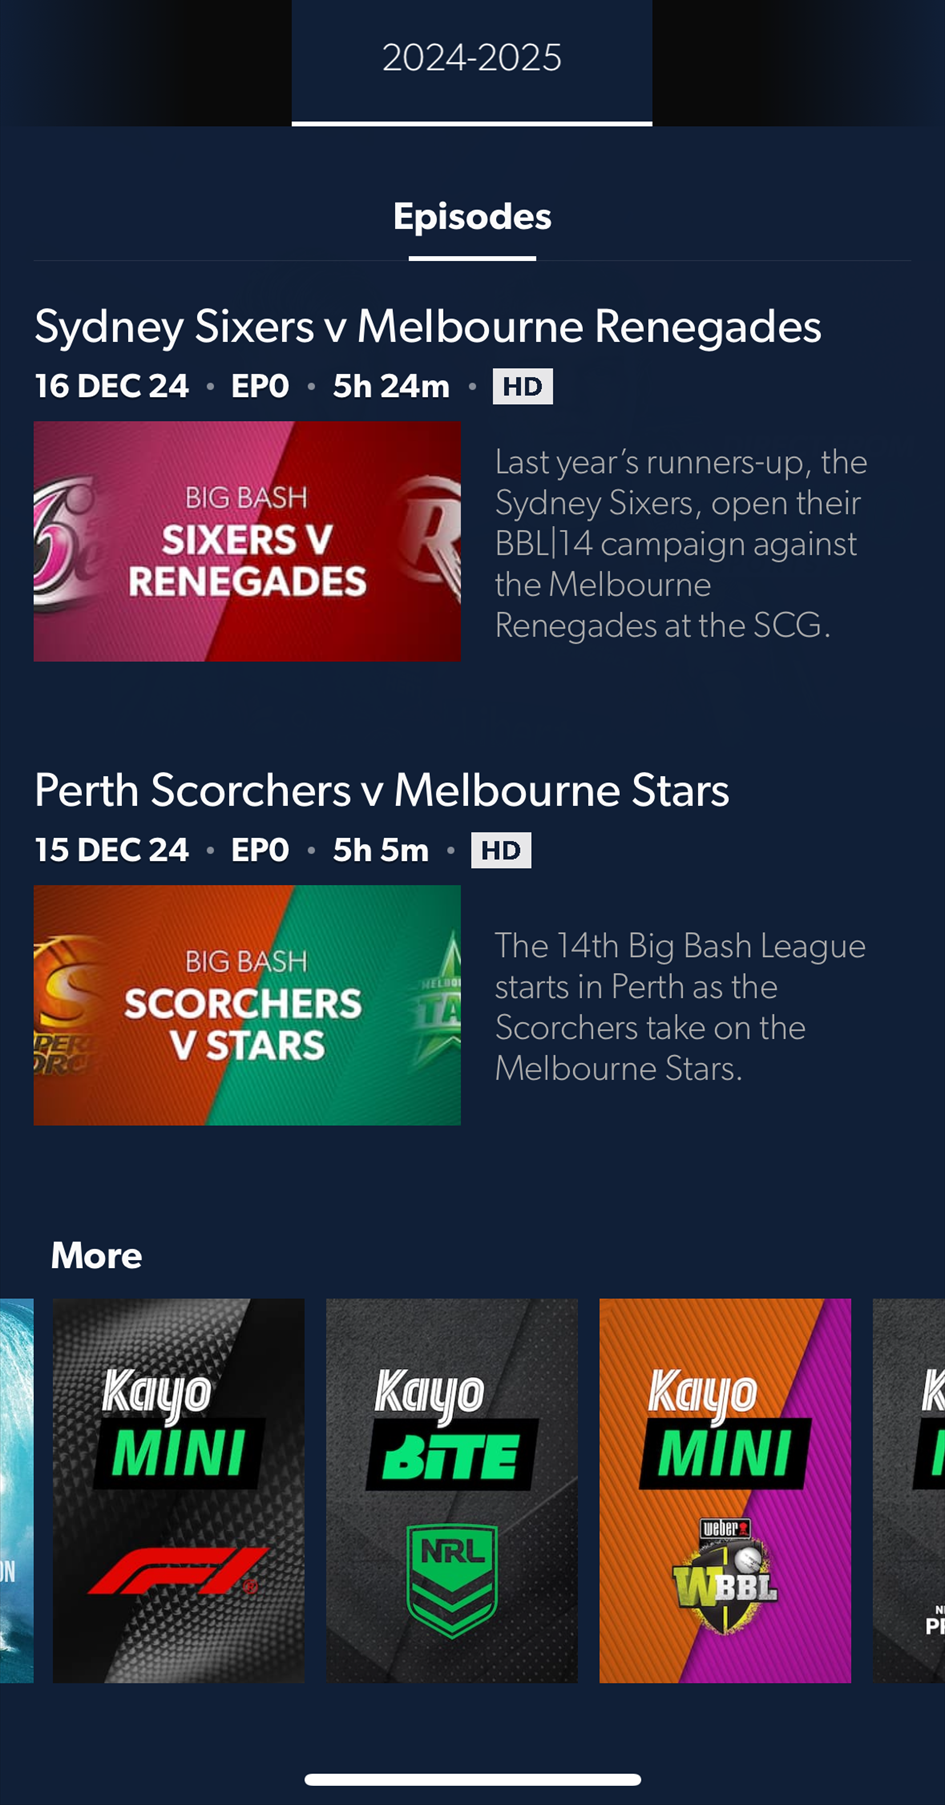 2024-2025
Episodes
Sydney Sixers v Melbourne Renegades
16 DEC 24 • EP0 • 5h 24m • HD
BIG BASH
SIXERS V
RENEGADES
Last year’s runners-up, the
Sydney Sixers, open their
BBL|14 campaign against
the Melbourne
Renegades at the SCG.
Perth Scorchers v Melbourne Stars
15 DEC 24 • EP0 • 5h 5m • HD
BIG BASH
SCORCHERS
V STARS
The 14th Big Bash League
starts in Perth as the
Scorchers take on the
Melbourne Stars.
More
Kayo
MINI
Kayo
BiTE
NRL
Kayo
MINI
weber
WBBL